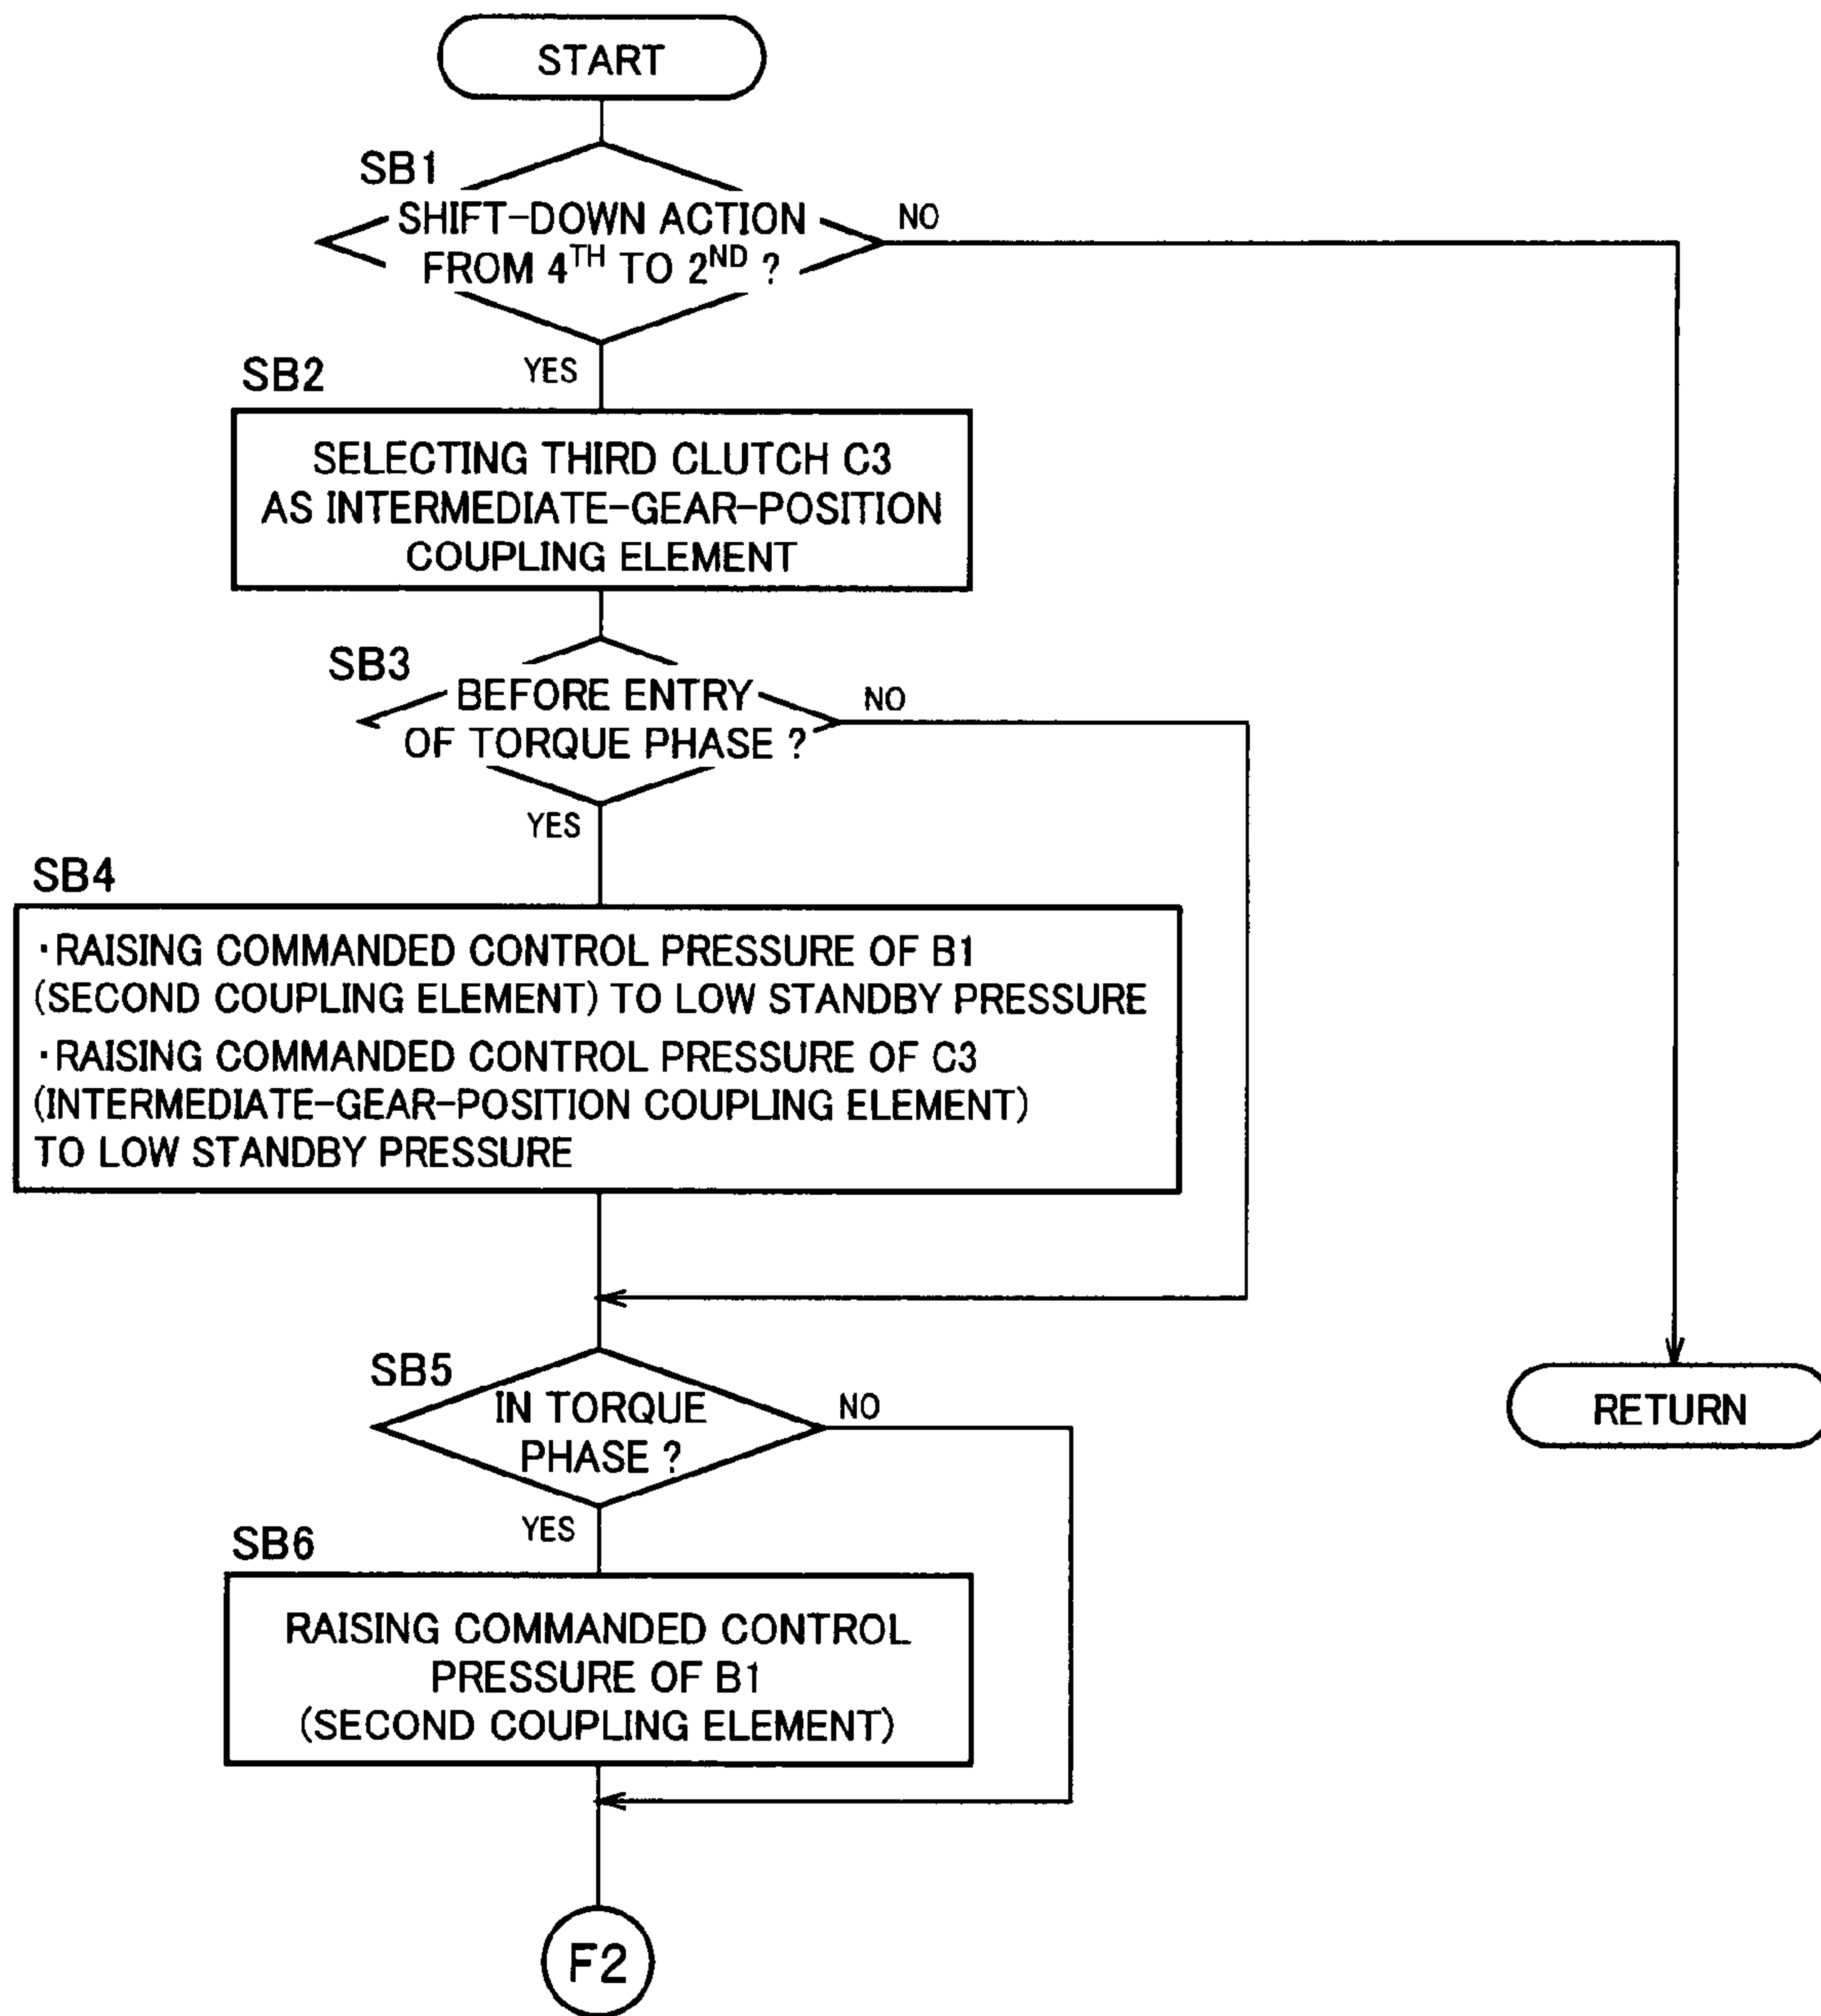 START
SB1
SHIFT-DOWN ACTION
FROM 4TH TO 2ND ?
NO
YES
SB2
SELECTING THIRD CLUTCH C3
AS INTERMEDIATE-GEAR-POSITION
COUPLING ELEMENT
SB3
BEFORE ENTRY
OF TORQUE PHASE ?
NO
YES
SB4
·RAISING COMMANDED CONTROL PRESSURE OF B1
(SECOND COUPLING ELEMENT) TO LOW STANDBY PRESSURE
·RAISING COMMANDED CONTROL PRESSURE OF C3
(INTERMEDIATE-GEAR-POSITION COUPLING ELEMENT)
TO LOW STANDBY PRESSURE
SB5
IN TORQUE
PHASE ?
NO
YES
RETURN
SB6
RAISING COMMANDED CONTROL
PRESSURE OF B1
(SECOND COUPLING ELEMENT)
F2